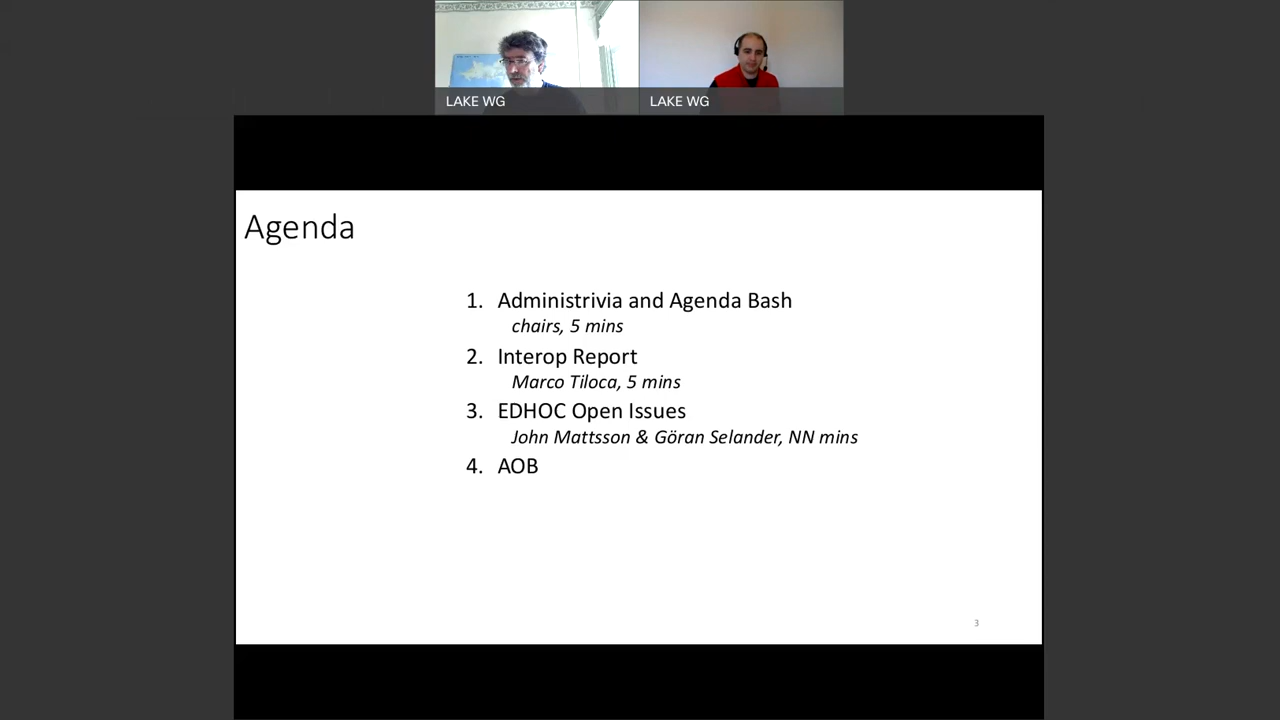 LAKE WG
LAKE WG
Agenda
1. Administrivia and Agenda Bash
chairs, 5 mins
2. Interop Report
Marco Tiloca, 5 mins
3. EDHOC Open Issues
John Mattsson & Göran Selander, NN mins
4. AOB
3